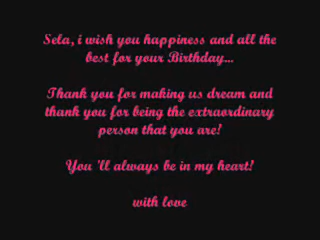 Sela, i wish you happiness and all the
best for your Birthday...
Thank you for making us dream and
thank you for being the extraordinary
person that you are!
You 'll always be in my heart!
with love